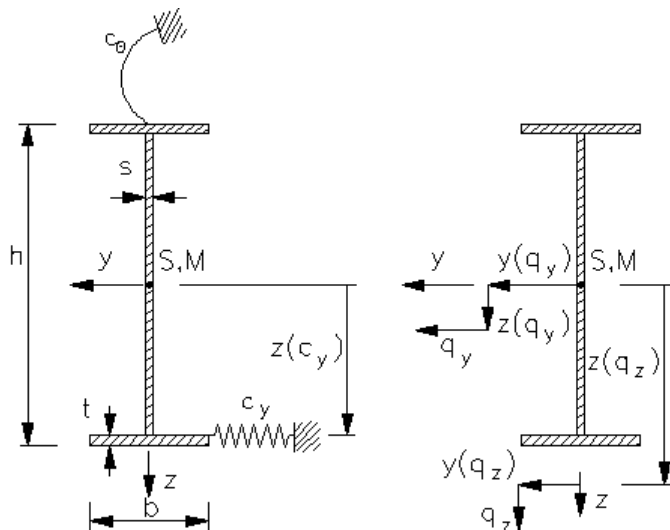 c_θ
s
h
y
S,M
z(c_y)
t
c_y
z
b
y
y(q_y)
S,M
z(q_y)
q_y
z(q_z)
y(q_z)
q_z
z